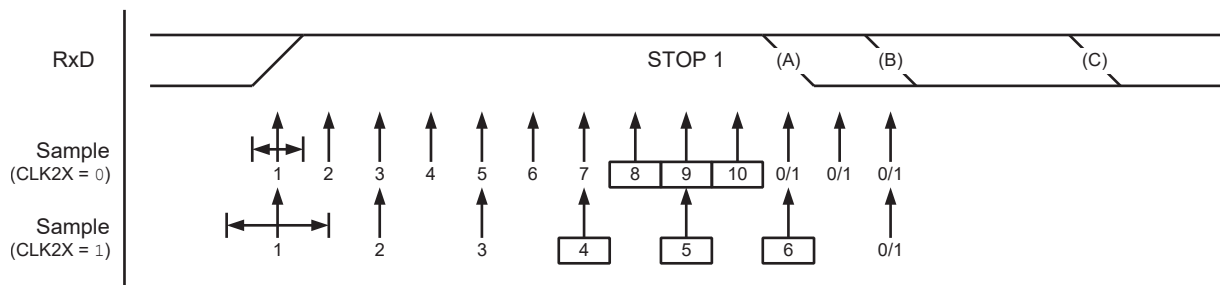 RxD STOP 1 (A) (B) (C)
Sample
(CLK2X = 0)
1 2 3 4 5 6 7 8 9 10 0/1 0/1 0/1
Sample
(CLK2X = 1)
1 2 3 4 5 6 0/1